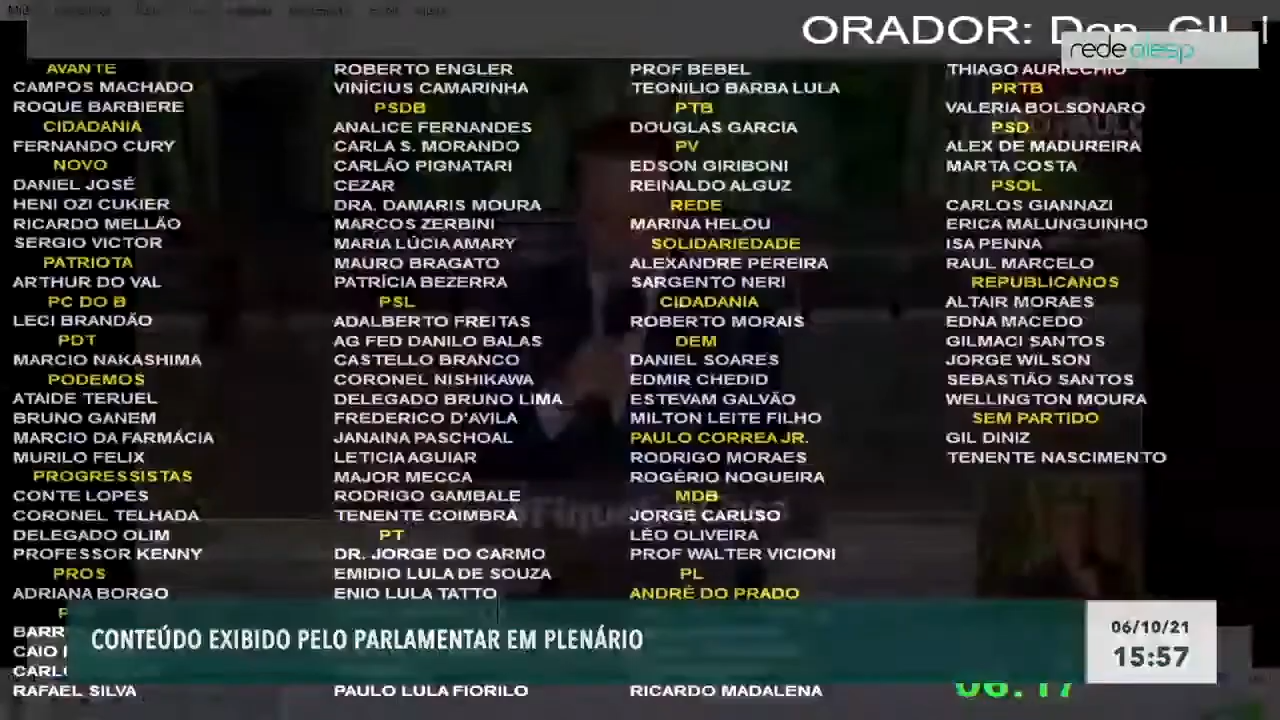 ORADOR: Dep. GIL
rede alesp
AVANTE
CAMPOS MACHADO
ROQUE BARBIERE
CIDADANIA
FERNANDO CURY
NOVO
DANIEL JOSÉ
HENI OZI CUKIER
RICARDO MELLÃO
SERGIO VICTOR
PATRIOTA
ARTHUR DO VAL
PC DO B
LECI BRANDÃO
PDT
MARCIO NAKASHIMA
PODEMOS
ATAIDE TERUEL
BRUNO GANEM
MARCIO DA FARMÁCIA
MURILO FELIX
PROGRESSISTAS
CONTE LOPES
CORONEL TELHADA
DELEGADO OLIM
PROFESSOR KENNY
PROS
ADRIANA BORGO
P
BARR
CAIO
CARL
RAFAEL SILVA
ROBERTO ENGLER
VINÍCIUS CAMARINHA
PSDB
ANALICE FERNANDES
CARLA S. MORANDO
CARLÃO PIGNATARI
CEZAR
DRA. DAMARIS MOURA
MARCOS ZERBINI
MARIA LÚCIA AMARY
MAURO BRAGATO
PATRÍCIA BEZERRA
PSL
ADALBERTO FREITAS
AG FED DANILO BALAS
CASTELLO BRANCO
CORONEL NISHIKAWA
DELEGADO BRUNO LIMA
FREDERICO D'AVILA
JANAINA PASCHOAL
LETICIA AGUIAR
MAJOR MECCA
RODRIGO GAMBALE
TENENTE COIMBRA
PT
DR. JORGE DO CARMO
EMIDIO LULA DE SOUZA
ENIO LULA TATTO
PAULO LULA FIORILO
PROF BEBEL
TEONILIO BARBA LULA
PTB
DOUGLAS GARCIA
PV
EDSON GIRIBONI
REINALDO ALGUZ
REDE
MARINA HELOU
SOLIDARIEDADE
ALEXANDRE PEREIRA
SARGENTO NERI
CIDADANIA
ROBERTO MORAIS
DEM
DANIEL SOARES
EDMIR CHEDID
ESTEVAM GALVÃO
MILTON LEITE FILHO
PAULO CORREA JR.
RODRIGO MORAES
ROGÉRIO NOGUEIRA
MDB
JORGE CARUSO
LÉO OLIVEIRA
PROF WALTER VICIONI
PL
ANDRÉ DO PRADO
RICARDO MADALENA
THIAGO AURICCHIO
PRTB
VALERIA BOLSONARO
PSD
ALEX DE MADUREIRA
MARTA COSTA
PSOL
CARLOS GIANNAZI
ERICA MALUNGUINHO
ISA PENNA
RAUL MARCELO
REPUBLICANOS
ALTAIR MORAES
EDNA MACEDO
GILMACI SANTOS
JORGE WILSON
SEBASTIÃO SANTOS
WELLINGTON MOURA
SEM PARTIDO
GIL DINIZ
TENENTE NASCIMENTO
CONTEÚDO EXIBIDO PELO PARLAMENTAR EM PLENÁRIO
06/10/21
15:57
06:17